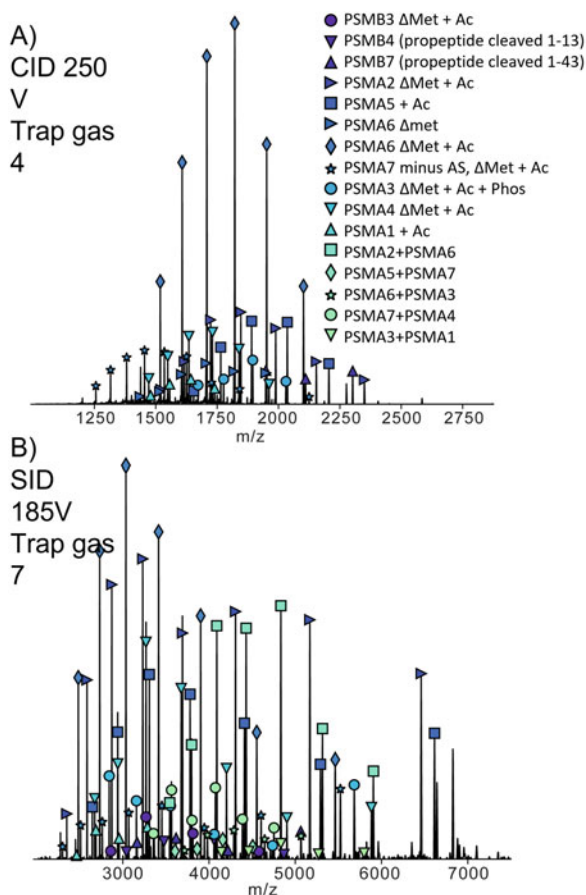 A)
CID 250
V
Trap gas
4
PSMB3 ΔMet + Ac
PSMB4 (propeptide cleaved 1-13)
PSMB7 (propeptide cleaved 1-43)
PSMA2 ΔMet + Ac
PSMA5 + Ac
PSMA6 Δmet
PSMA6 ΔMet + Ac
PSMA7 minus AS, ΔMet + Ac
PSMA3 ΔMet + Ac + Phos
PSMA4 ΔMet + Ac
PSMA1 + Ac
PSMA2+PSMA6
PSMA5+PSMA7
PSMA6+PSMA3
PSMA7+PSMA4
PSMA3+PSMA1
1250 1500 1750 2000 2250 2500 2750
m/z
B)
SID
185V
Trap gas
7
3000 4000 5000 6000 7000
m/z